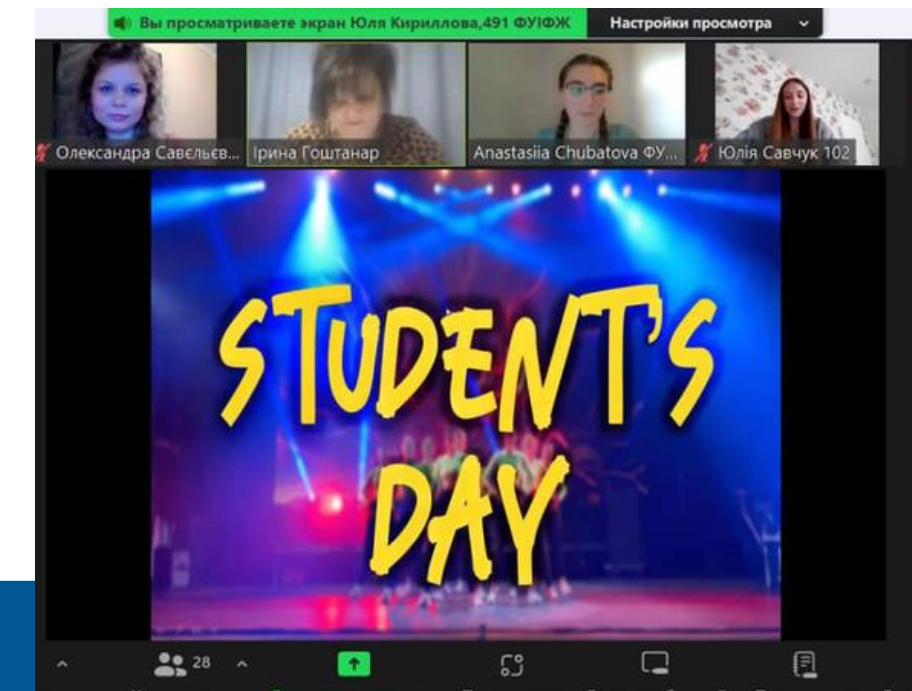 Вы просматриваете экран Юля Кириллова,491 ФУІФЖ Настройки просмотра
Олександра Савєльєв... Ірина Гоштанар Anastasiia Chubatova ФУ... Юлія Савчук 102
STUDENT'S
DAY
28